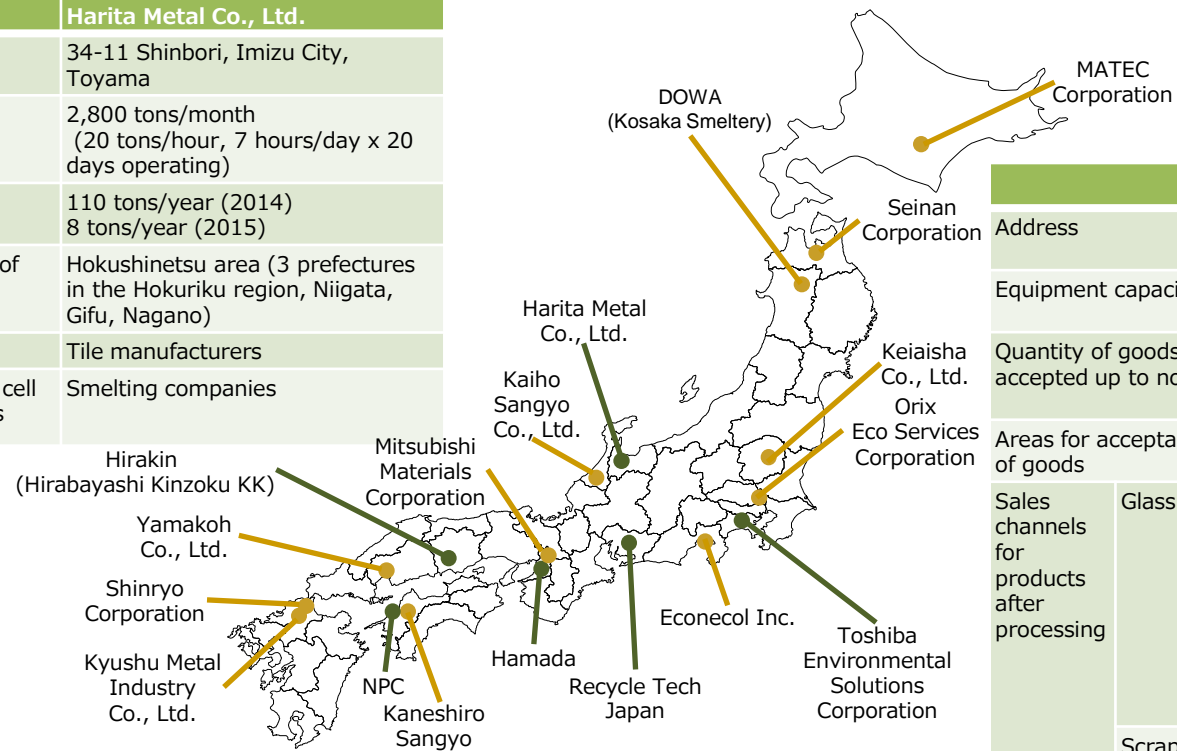 Harita Metal Co., Ltd.
34-11 Shinbori, Imizu City,
Toyama
2,800 tons/month
(20 tons/hour, 7 hours/day x 20
days operating)
110 tons/year (2014)
8 tons/year (2015)
of
Hokushinetsu area (3 prefectures
in the Hokuriku region, Niigata,
Gifu, Nagano)
Tile manufacturers
cell
s
Smelting companies
MATEC
Corporation
DOWA
(Kosaka Smeltery)
Seinan
Corporation
Harita Metal
Co., Ltd.
Kaiho
Sangyo
Co., Ltd.
Keiaisha
Co., Ltd.
Orix
Eco Services
Corporation
Mitsubishi
Materials
Corporation
Hirakin
(Hirabayashi Kinzoku KK)
Yamakoh
Co., Ltd.
Shinryo
Corporation
Kyushu Metal
Industry
Co., Ltd.
NPC
Kaneshiro
Sangyo
Hamada
Recycle Tech
Japan
Econecol Inc.
Toshiba
Environmental
Solutions
Corporation
Address
Equipment capaci
Quantity of goods
accepted up to no
Areas for accepta
of goods
Sales
channels
for
products
after
processing
Glass
Scrap